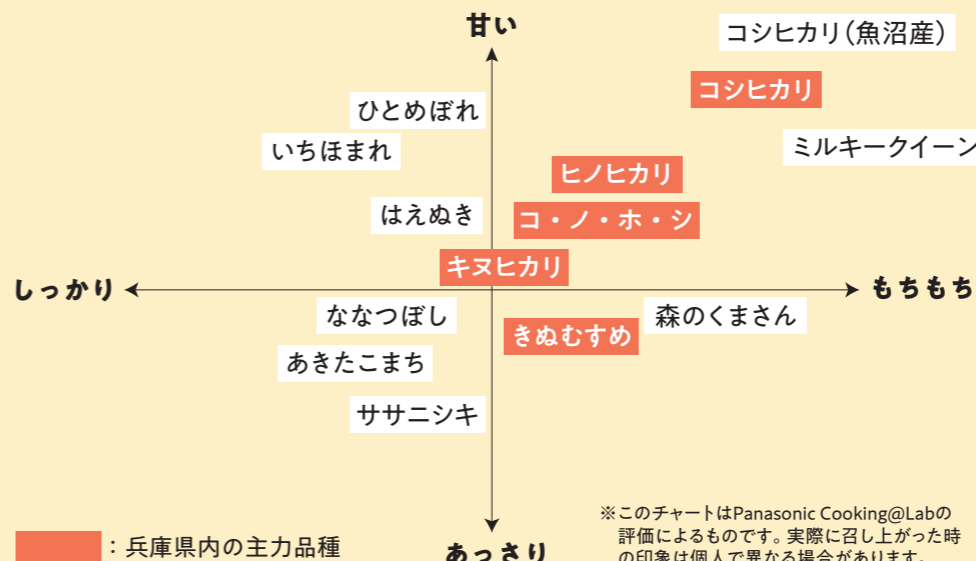 甘い
コシヒカリ(魚沼産)
コシヒカリ
ひとめぼれ
いちほまれ
ミルキークイーン
ヒノヒカリ
はえぬき
コ・ノ・ホ・シ
キヌヒカリ
しっかり
もちもち
ななつぼし
きぬむすめ
森のくまさん
あきたこまち
ササニシキ
あっさり
:兵庫県内の主力品種
※このチャートはPanasonic Cooking@Labの
評価によるものです。実際に召し上がった時
の印象は個人で異なる場合があります。